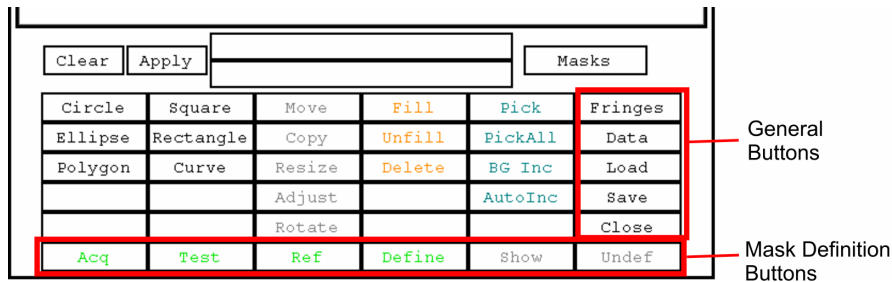 Clear Apply Masks
Circle Square Move Fill Pick Fringes
Ellipse Rectangle Copy Unfill PickAll Data
Polygon Curve Resize Delete BG Inc Load
Adjust AutoInc Save
Rotate Close
Acq Test Ref Define Show Undef
General
Buttons
Mask Definition
Buttons